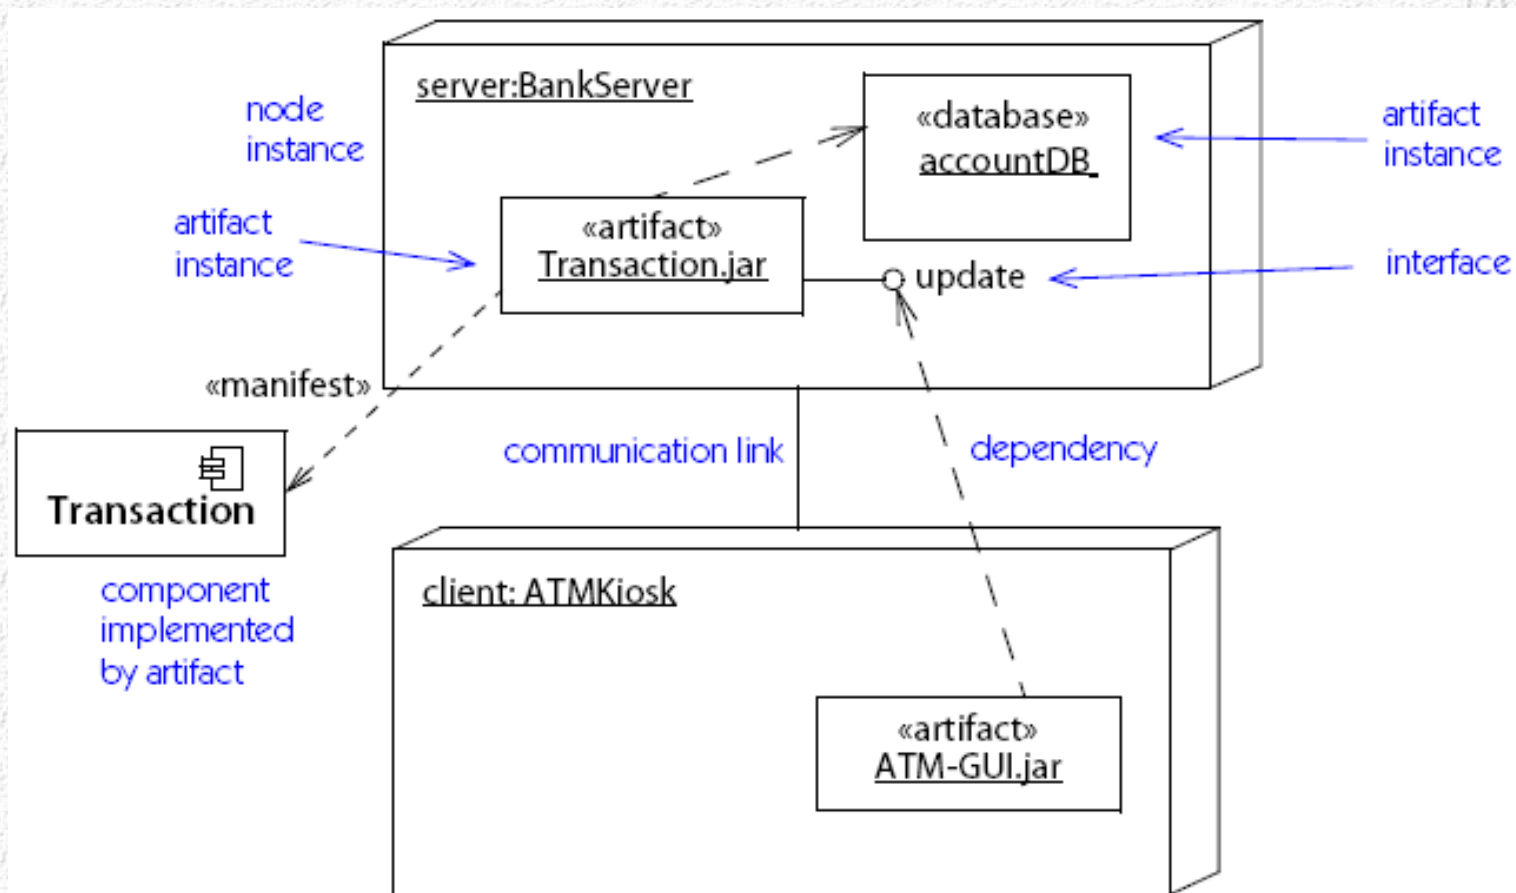 server:BankServer
node
instance
«database»
accountDB
artifact
instance
artifact
instance
«artifact»
Transaction.jar
update
interface
«manifest»
communication link
dependency
Transaction
component
implemented
by artifact
client: ATMKiosk
«artifact»
ATM-GUI.jar